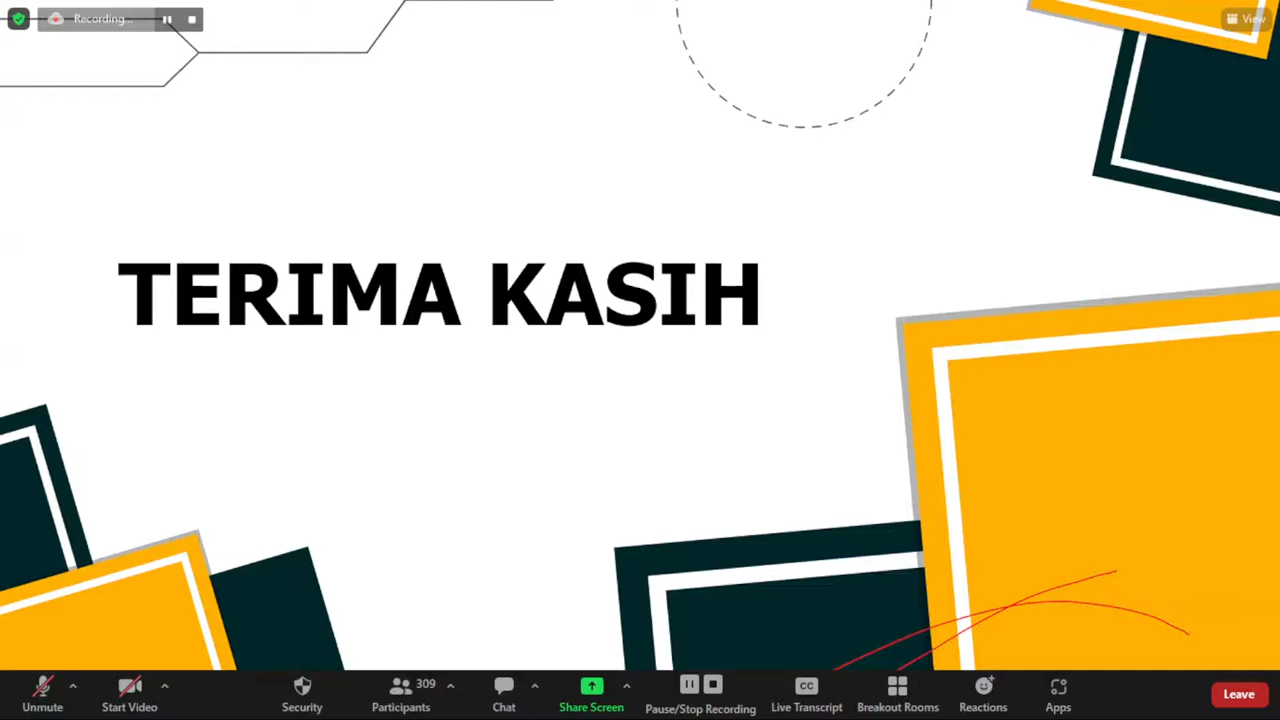 Recording...
View
TERIMA KASIH
309
CC
Unmute
Start Video
Security
Participants
Chat
Share Screen
Pause/Stop Recording
Live Transcript
Breakout Rooms
Reactions
Apps
Leave